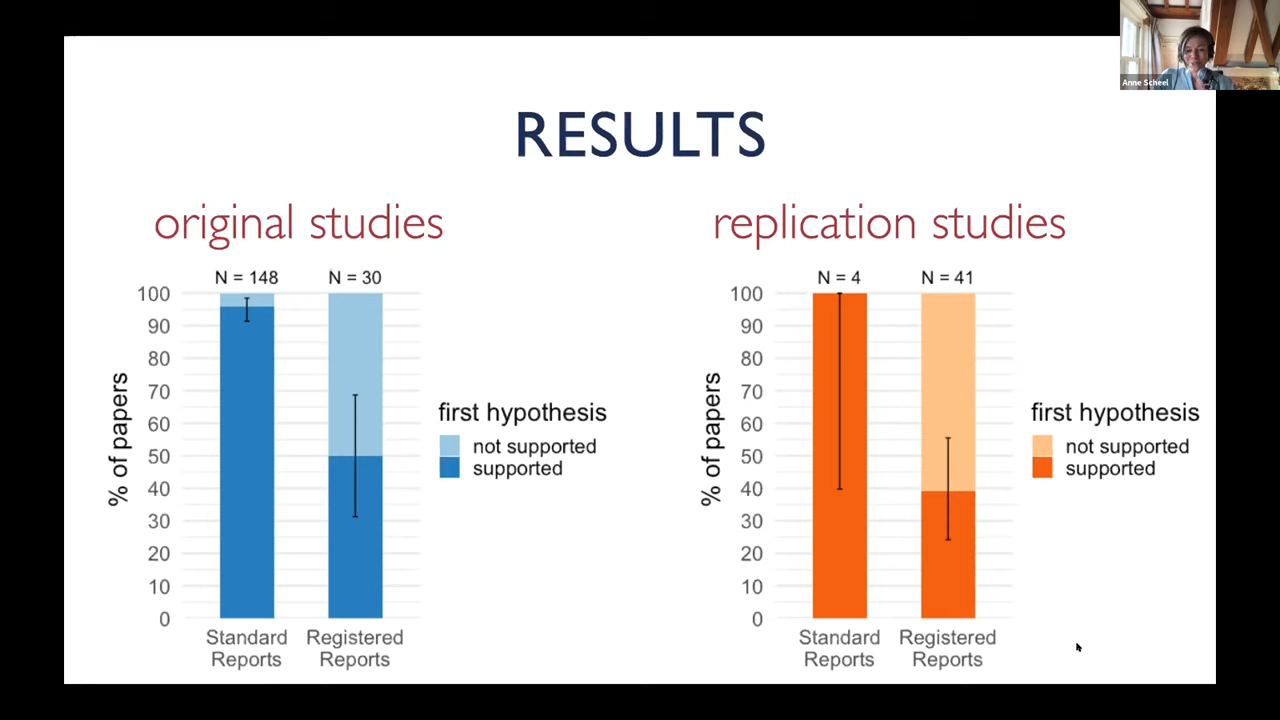 Anne Scheel
RESULTS
original studies
N = 148
N = 30
100
90
80
70
60
50
40
30
20
10
0
% of papers
Standard
Reports
Registered
Reports
first hypothesis
not supported
supported
replication studies
N = 4
N = 41
100
90
80
70
60
50
40
30
20
10
0
% of papers
Standard
Reports
Registered
Reports
first hypothesis
not supported
supported